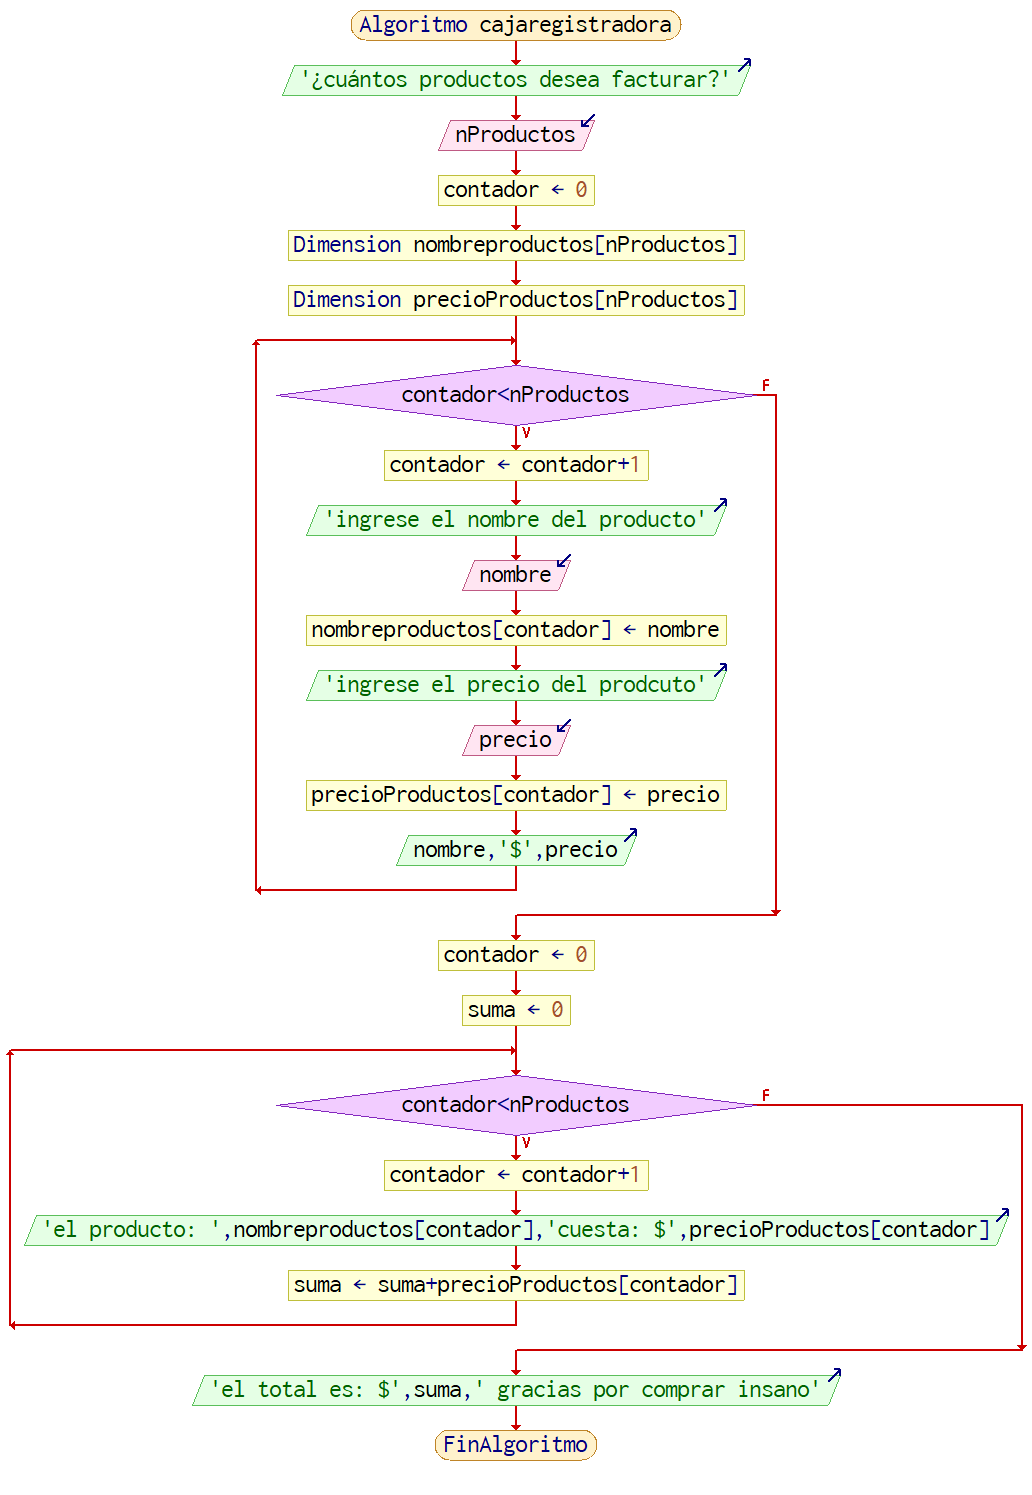 Algoritmo cajaregistradora
'¿cuántos productos desea facturar?'
nProductos
contador ← 0
Dimension nombreproductos[nProductos]
Dimension precioProductos[nProductos]
contador<nProductos
F
V
contador ← contador+1
'ingrese el nombre del producto'
nombre
nombreproductos[contador] ← nombre
'ingrese el precio del prodcuto'
precio
precioProductos[contador] ← precio
nombre,'$',precio
contador ← 0
suma ← 0
contador<nProductos
F
V
contador ← contador+1
'el producto: ',nombreproductos[contador],'cuesta: $',precioProductos[contador]
suma ← suma+precioProductos[contador]
'el total es: $',suma,' gracias por comprar insano'
FinAlgoritmo